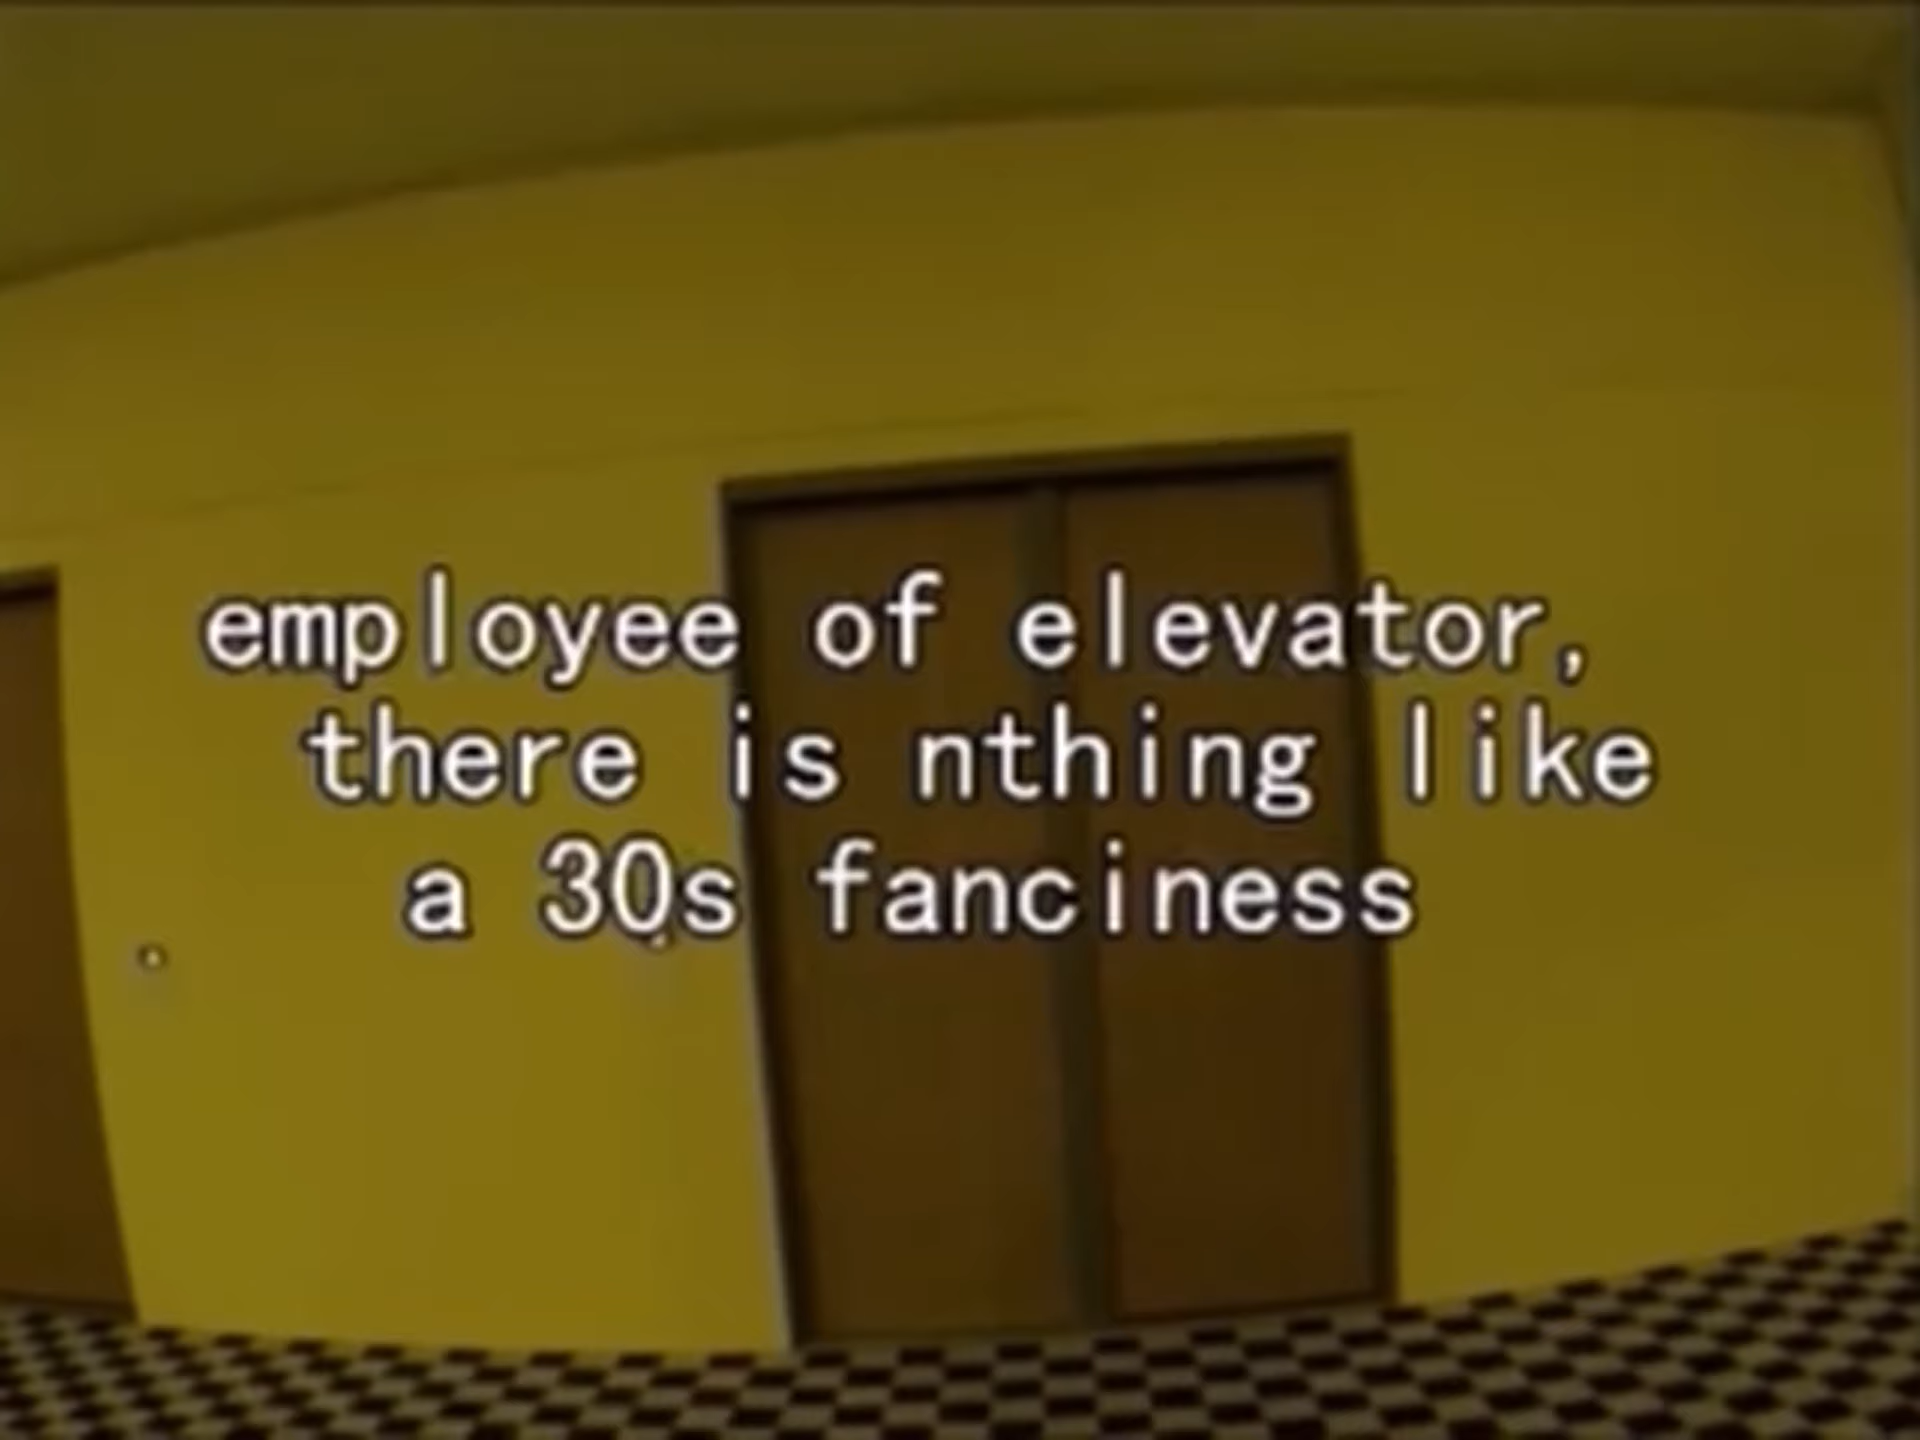 employee of elevator,
there is nthing like
a 30s fanciness